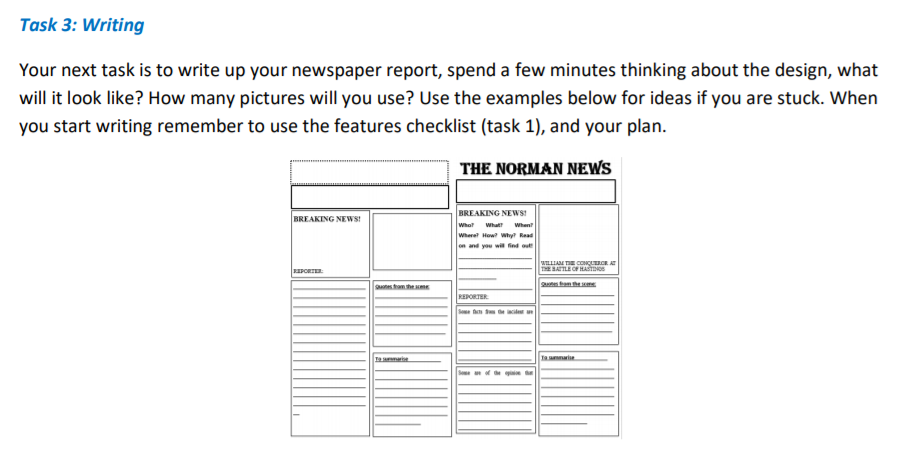 Task 3: Writing
Your next task is to write up your newspaper report, spend a few minutes thinking about the design, what
will it look like? How many pictures will you use? Use the examples below for ideas if you are stuck. When
you start writing remember to use the features checklist (task 1), and your plan.
BREAKING NEWS!
REPORTER:
Quotes from the scene:
To summarise
THE NORMAN NEWS
BREAKING NEWS!
Who? What? When?
Where? How? Why? Read
on and you will find out!
REPORTER:
Some facts from the incident are
Some are of the opinion that
WILLIAM THE CONQUEROR AT
THE BATTLE OF HASTINGS
Quotes from the scene:
To summarise